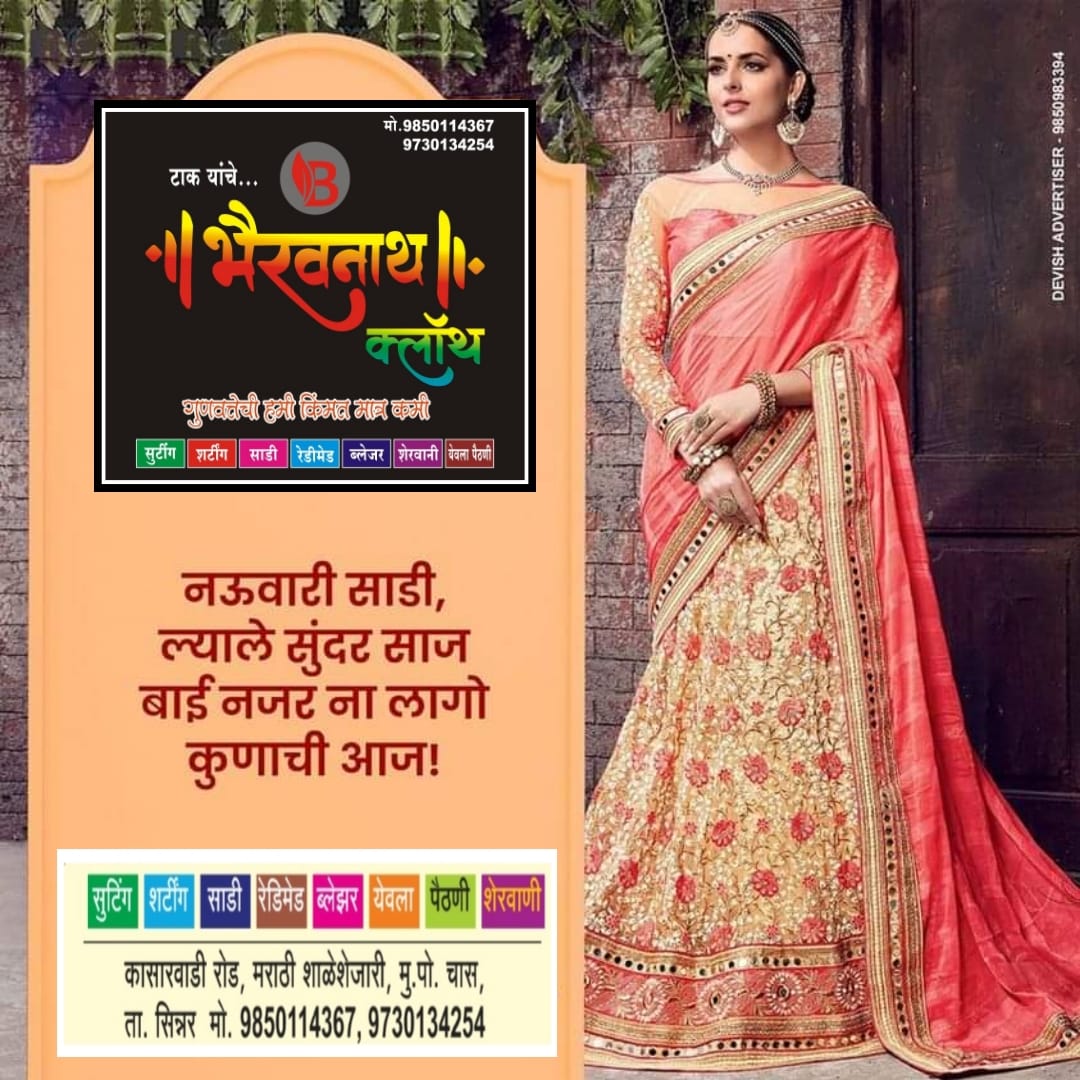 मो.9850114367
9730134254
टाक यांचे...
B
भैरवनाथ
क्लॉथ
गुणवत्तेची हमी किंमत मात्र कमी
सुटींग शर्टींग साडी रेडीमेड ब्लेजर शेरवानी येवला पैठणी
नऊवारी साडी,
ल्याले सुंदर साज
बाई नजर ना लागो
कुणाची आज!
सुटिंग शर्टींग साडी रेडिमेड ब्लेझर येवला पैठणी शेरवाणी
कासारवाडी रोड, मराठी शाळेशेजारी, मु.पो. चास,
ता. सिन्नर मो. 9850114367, 9730134254
DEVISH ADVERTISER - 9850983394